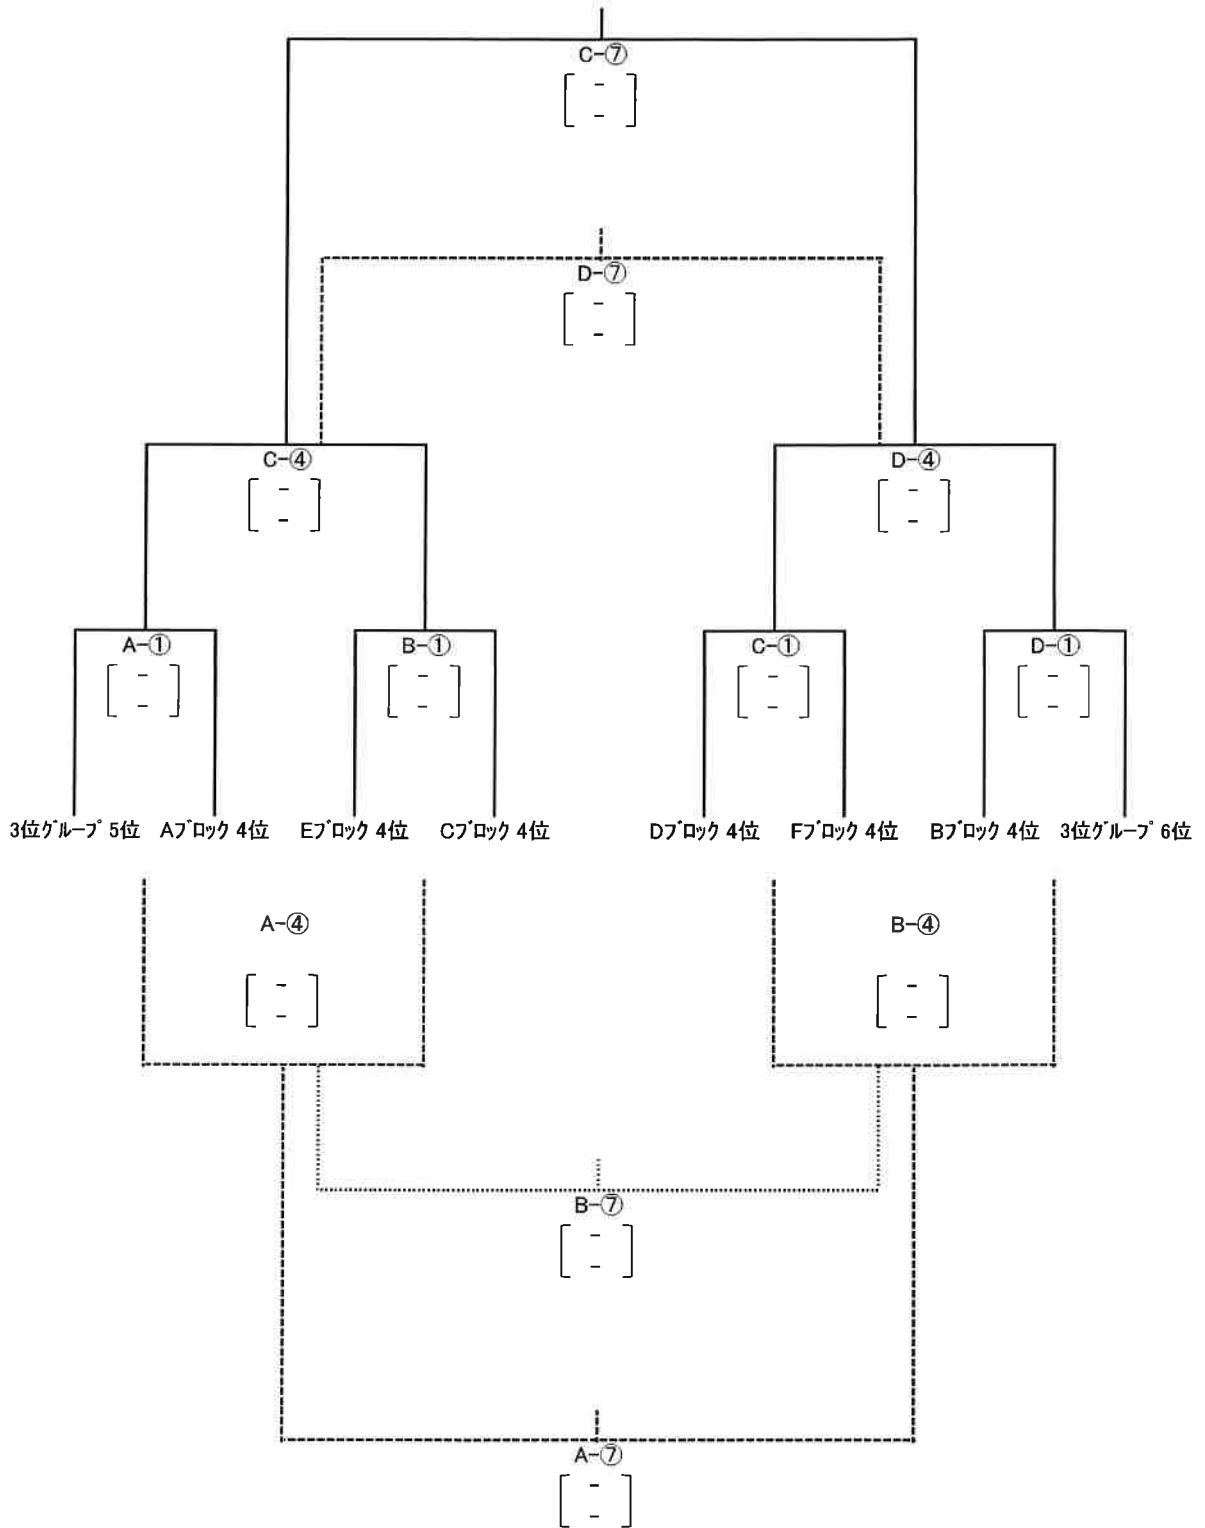 C-⑦
[ - ]
[ - ]
D-⑦
[ - ]
[ - ]
C-④ D-④
[ - ] [ - ]
[ - ] [ - ]
A-① B-① C-① D-①
[ - ] [ - ] [ - ] [ - ]
[ - ] [ - ] [ - ] [ - ]
3位ｸﾞﾙｰﾌﾟ 5位 Aﾌﾞﾛｯｸ 4位 Eﾌﾞﾛｯｸ 4位 Cﾌﾞﾛｯｸ 4位 Dﾌﾞﾛｯｸ 4位 Fﾌﾞﾛｯｸ 4位 Bﾌﾞﾛｯｸ 4位 3位ｸﾞﾙｰﾌﾟ 6位
A-④ B-④
[ - ] [ - ]
[ - ] [ - ]
B-⑦
[ - ]
[ - ]
A-⑦
[ - ]
[ - ]